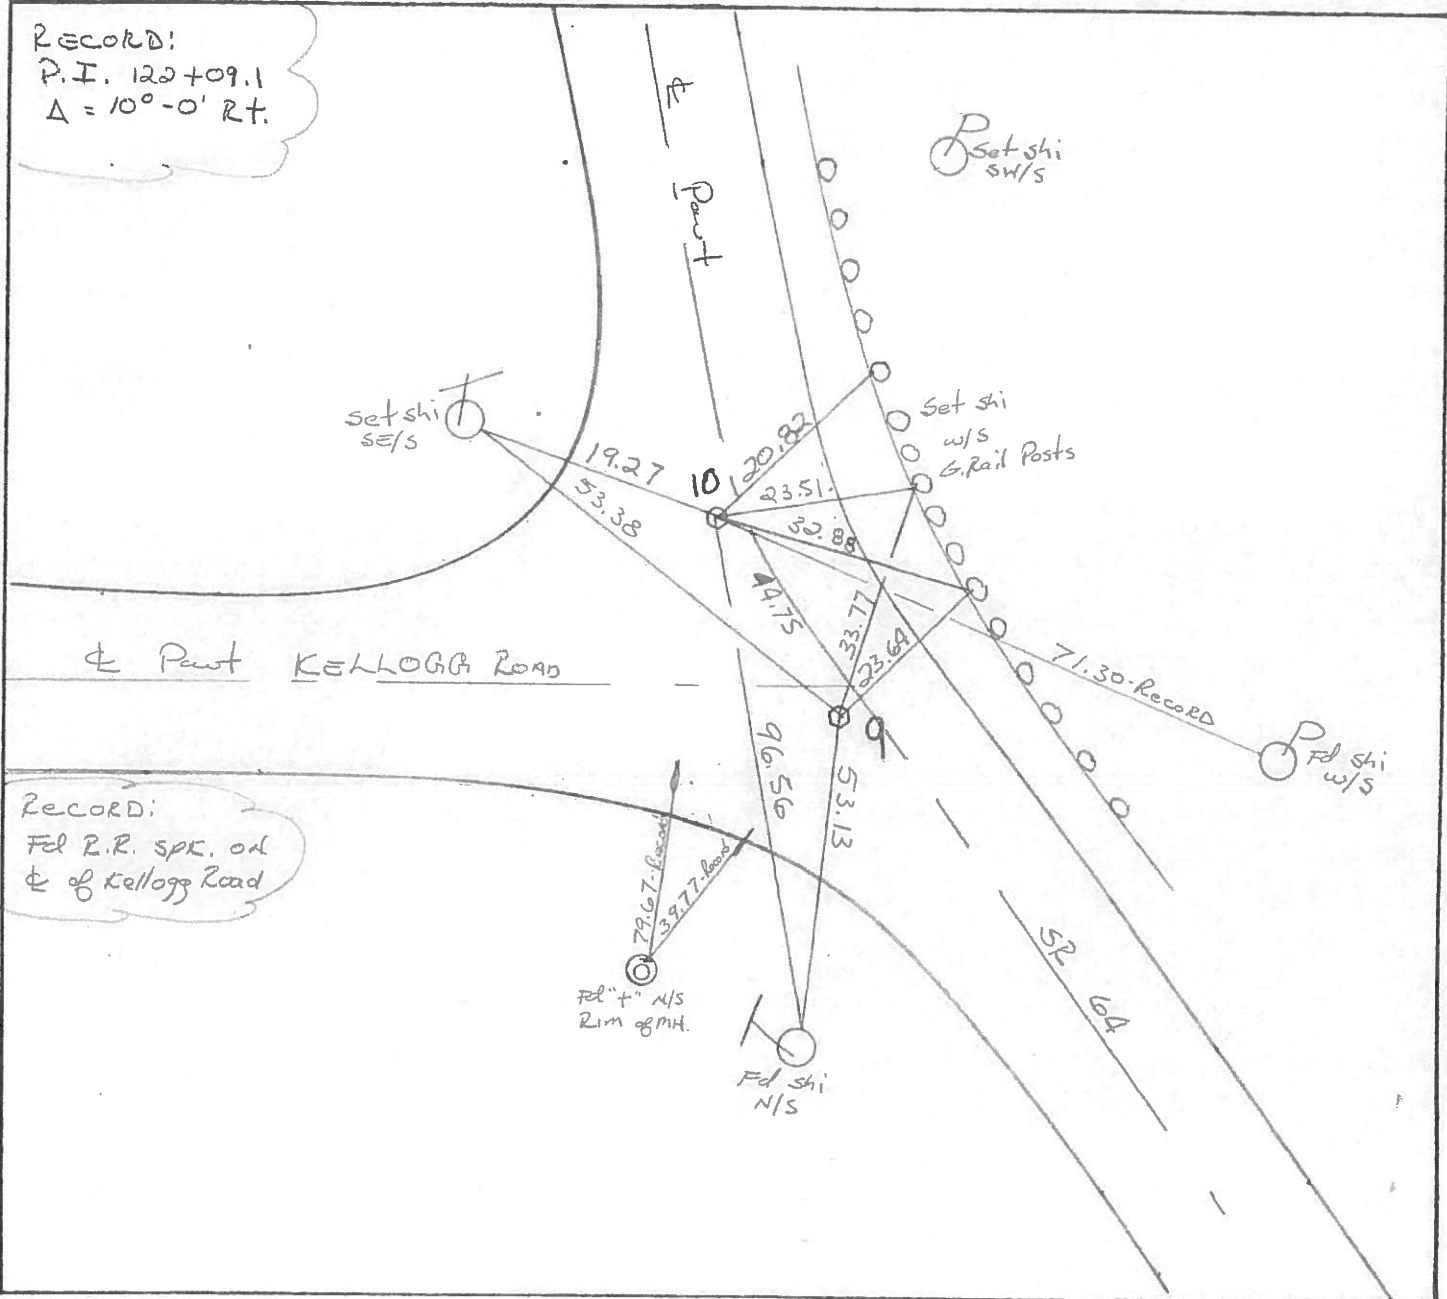 RECORD:
P.I. 122+09.1
Δ = 10°-0' Rt.
℄
Pav't
Set shi
SW/S
Set shi
SE/S
Set shi
w/s
G.Rail Posts
20.82
19.27
10
23.51
53.38
32.88
44.75
33.77
23.64
℄ Pav't KELLOGG ROAD
71.30-RECORD
9
Fd shi
W/S
96.56
53.13
RECORD:
Fd R.R. SPK. ON
℄ of Kellogg Road
79.67-Record
39.77-Record
SR 64
Fd "+" N/S
Rim of MH.
Fd shi
N/S